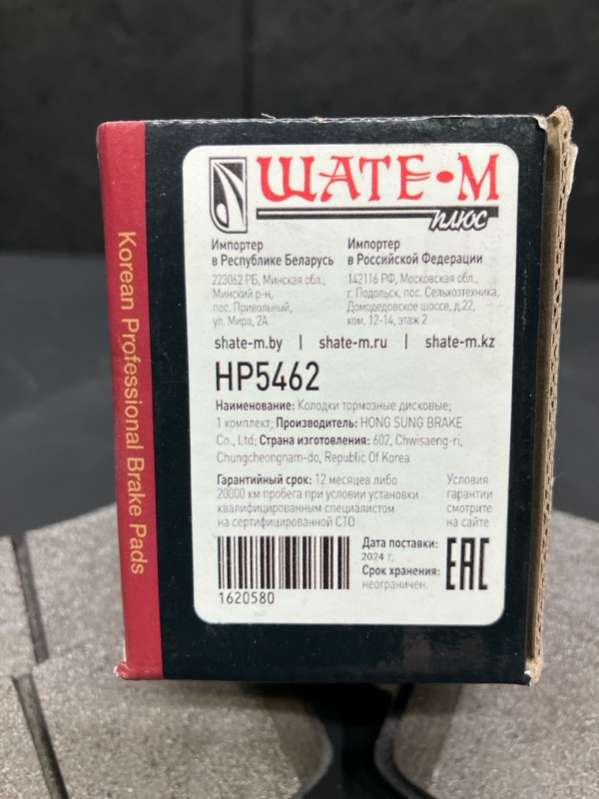 Korean Professional Brake Pads
ШАТЕ-М
плюс
Импортер
в Республике Беларусь
223062 РБ, Минская обл.,
Минский р-н,
пос. Привольный,
ул. Мира, 2А
Импортер
в Российской Федерации
142116 РФ, Московская обл.,
г. Подольск, пос. Сельхозтехника,
Домодедовское шоссе, д.22,
ком. 12-14, этаж 2
shate-m.by | shate-m.ru | shate-m.kz
HP5462
Наименование: Колодки тормозные дисковые;
1 комплект; Производитель: HONG SUNG BRAKE
Co., Ltd; Страна изготовления: 602, Chwisaeng-ri,
Chungcheongnam-do, Republic Of Korea
Гарантийный срок: 12 месяцев либо
20000 км пробега при условии установки
квалифицированным специалистом
на сертифицированной СТО
Условия
гарантии
смотрите
на сайте
Дата поставки:
2024 г.
Срок хранения:
неограничен.
EAC
1620580